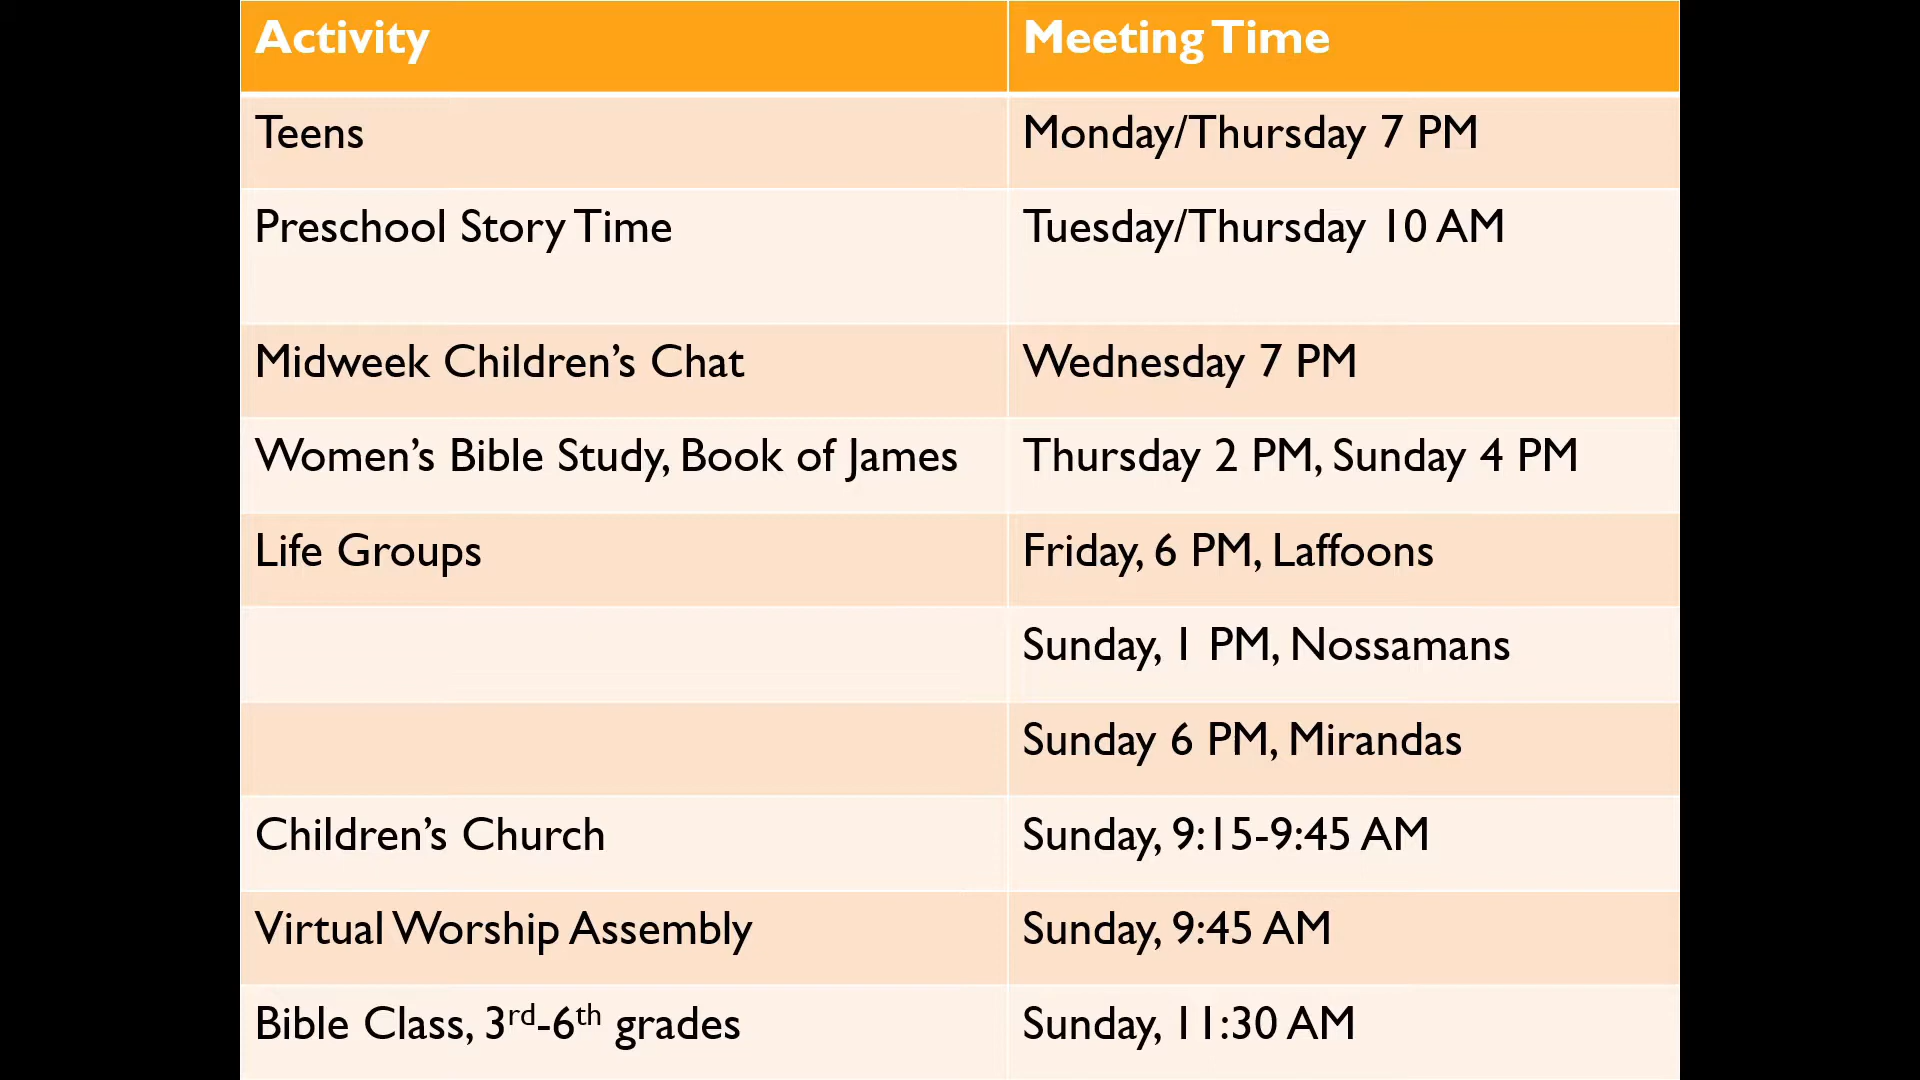 Activity Meeting Time
Teens Monday/Thursday 7 PM
Preschool Story Time Tuesday/Thursday 10 AM
Midweek Children’s Chat Wednesday 7 PM
Women’s Bible Study, Book of James Thursday 2 PM, Sunday 4 PM
Life Groups Friday, 6 PM, Laffoons
Sunday, 1 PM, Nossamans
Sunday 6 PM, Mirandas
Children’s Church Sunday, 9:15-9:45 AM
Virtual Worship Assembly Sunday, 9:45 AM
Bible Class, 3rd-6th grades Sunday, 11:30 AM